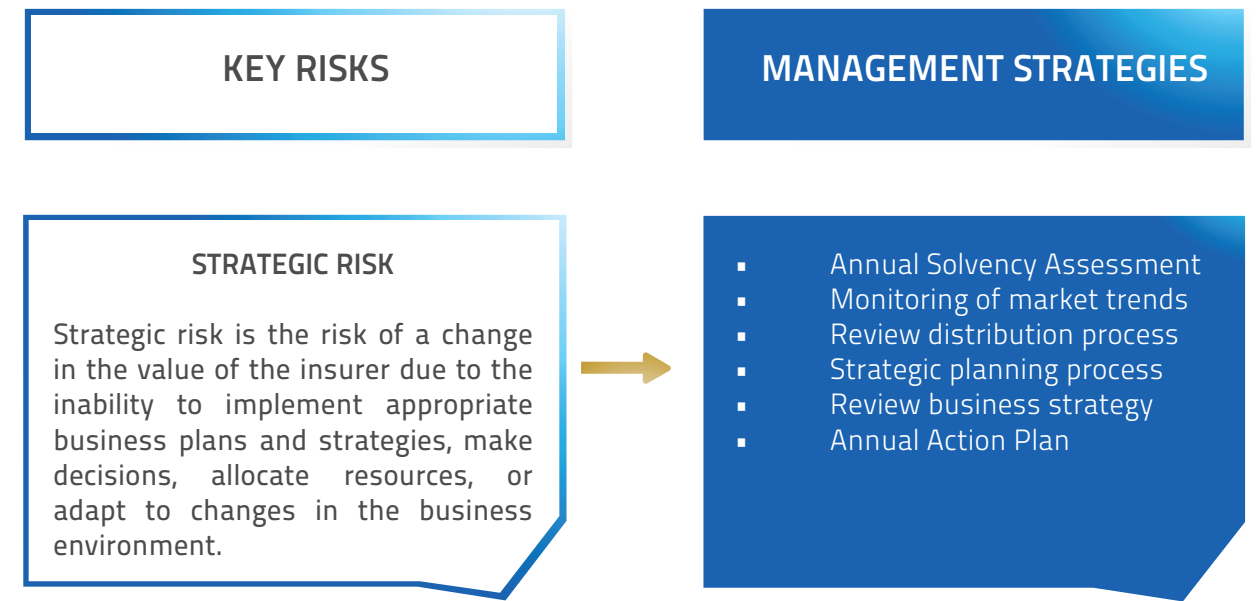 KEY RISKS
MANAGEMENT STRATEGIES
STRATEGIC RISK
Strategic risk is the risk of a change
in the value of the insurer due to the
inability to implement appropriate
business plans and strategies, make
decisions, allocate resources, or
adapt to changes in the business
environment.
▪ Annual Solvency Assessment
▪ Monitoring of market trends
▪ Review distribution process
▪ Strategic planning process
▪ Review business strategy
▪ Annual Action Plan